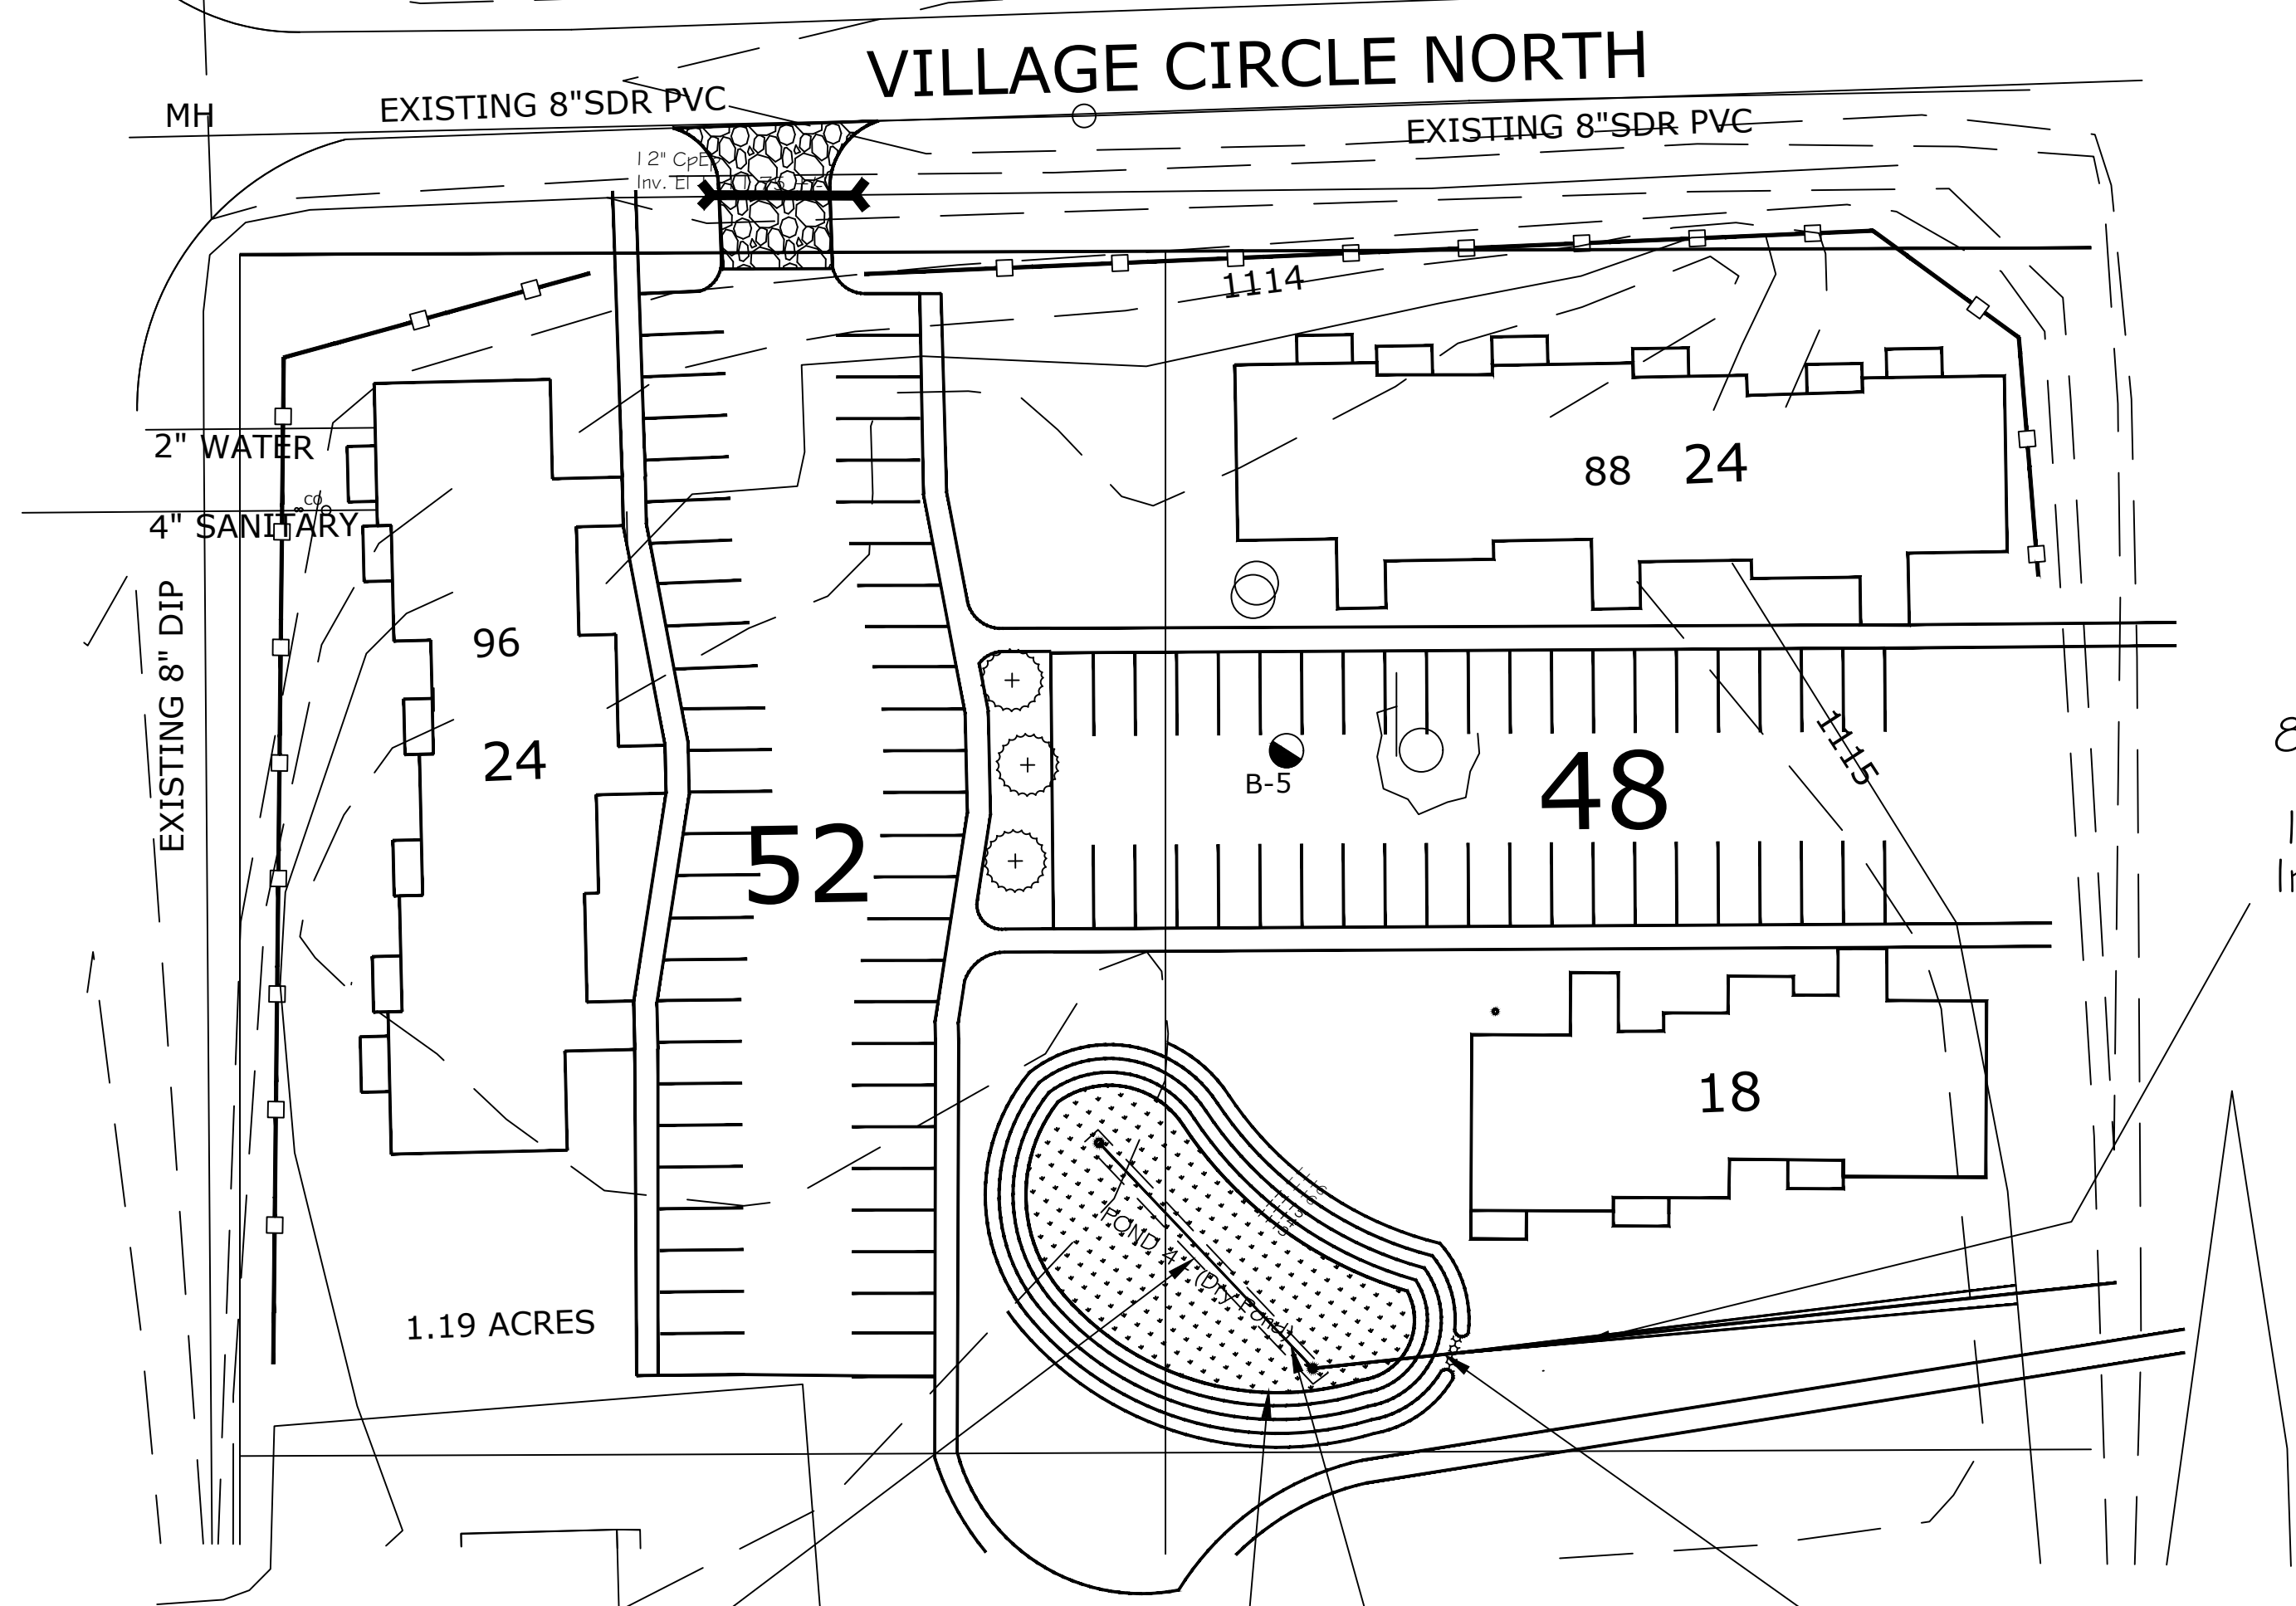 VILLAGE CIRCLE NORTH
MH
EXISTING 8"SDR PVC
EXISTING 8"SDR PVC
12" CpEp
Inv. El
1114
2" WATER
co
4" SANITARY
88
24
EXISTING 8" DIP
96
24
1115
B-5
48
52
18
POND 4 (Dry Pond)
1.19 ACRES